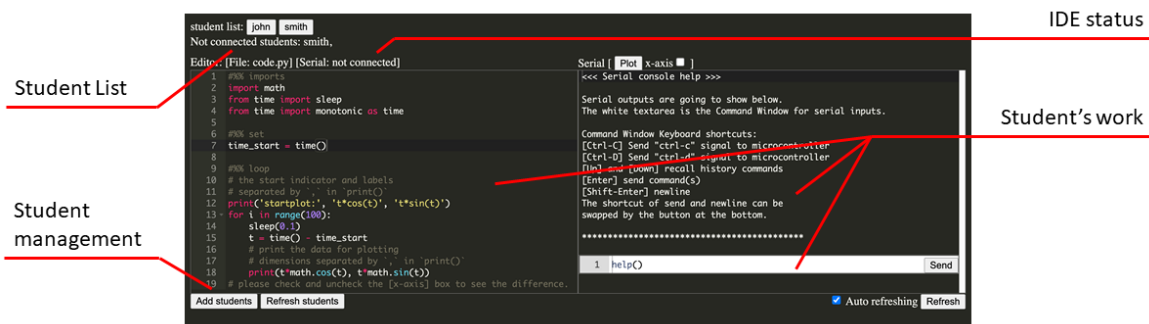 IDE status
student list: john smith
Not connected students: smith,
Editor: [File: code.py] [Serial: not connected]
Serial [ Plot x-axis ]
Student List
1 #%% imports
2 import math
3 from time import sleep
4 from time import monotonic as time
5
6 #%% set
7 time_start = time()
8
9 #%% loop
10 # the start indicator and labels
11 # separated by `,` in `print()`
12 print('startplot:', 't*cos(t)', 't*sin(t)')
13 for i in range(100):
14 sleep(0.1)
15 t = time() - time_start
16 # print the data for plotting
17 # dimensions separated by `,` in `print()`
18 print(t*math.cos(t), t*math.sin(t))
19 # please check and uncheck the [x-axis] box to see the difference.
<<< Serial console help >>>
Serial outputs are going to show below.
The white textarea is the Command Window for serial inputs.
Command Window Keyboard shortcuts:
[Ctrl-C] Send "ctrl-c" signal to microcontroller
[Ctrl-D] Send "ctrl-d" signal to microcontroller
[Up] and [Down] recall history commands
[Enter] send command(s)
[Shift-Enter] newline
The shortcut of send and newline can be
swapped by the button at the bottom.
*******************************************
1 help()
Send
Student's work
Student
management
Add students Refresh students
Auto refreshing Refresh